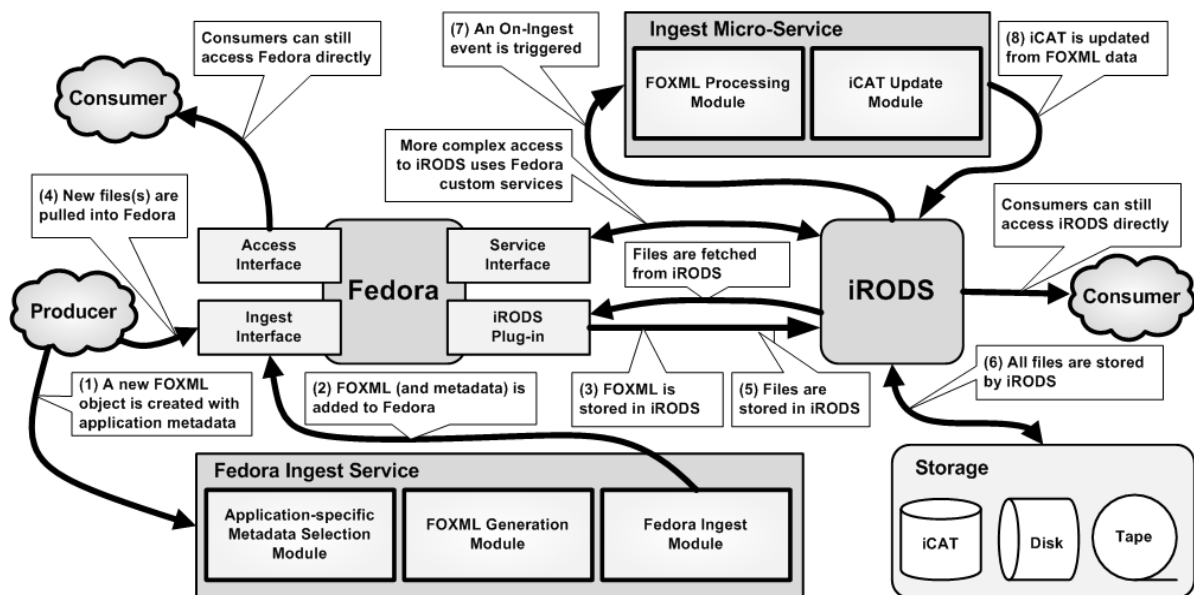 Consumers can still
access Fedora directly
(7) An On-Ingest
event is triggered
Ingest Micro-Service
FOXML Processing
Module
iCAT Update
Module
(8) iCAT is updated
from FOXML data
Consumer
More complex access
to iRODS uses Fedora
custom services
(4) New files(s) are
pulled into Fedora
Consumers can still
access iRODS directly
Access
Interface
Service
Interface
Files are fetched
from iRODS
Fedora
iRODS
Consumer
Producer
Ingest
Interface
iRODS
Plug-in
(1) A new FOXML
object is created with
application metadata
(2) FOXML (and metadata) is
added to Fedora
(3) FOXML is
stored in iRODS
(5) Files are
stored in iRODS
(6) All files are stored
by iRODS
Fedora Ingest Service
Application-specific
Metadata Selection
Module
FOXML Generation
Module
Fedora Ingest
Module
Storage
iCAT
Disk
Tape